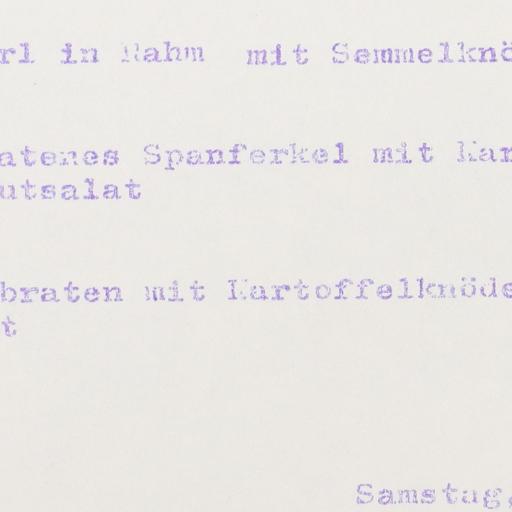 rl in Rahm mit Semmelknö
atenes Spanferkel mit Kar
utsalat
braten mit Kartoffelknöde
t
Samstag,